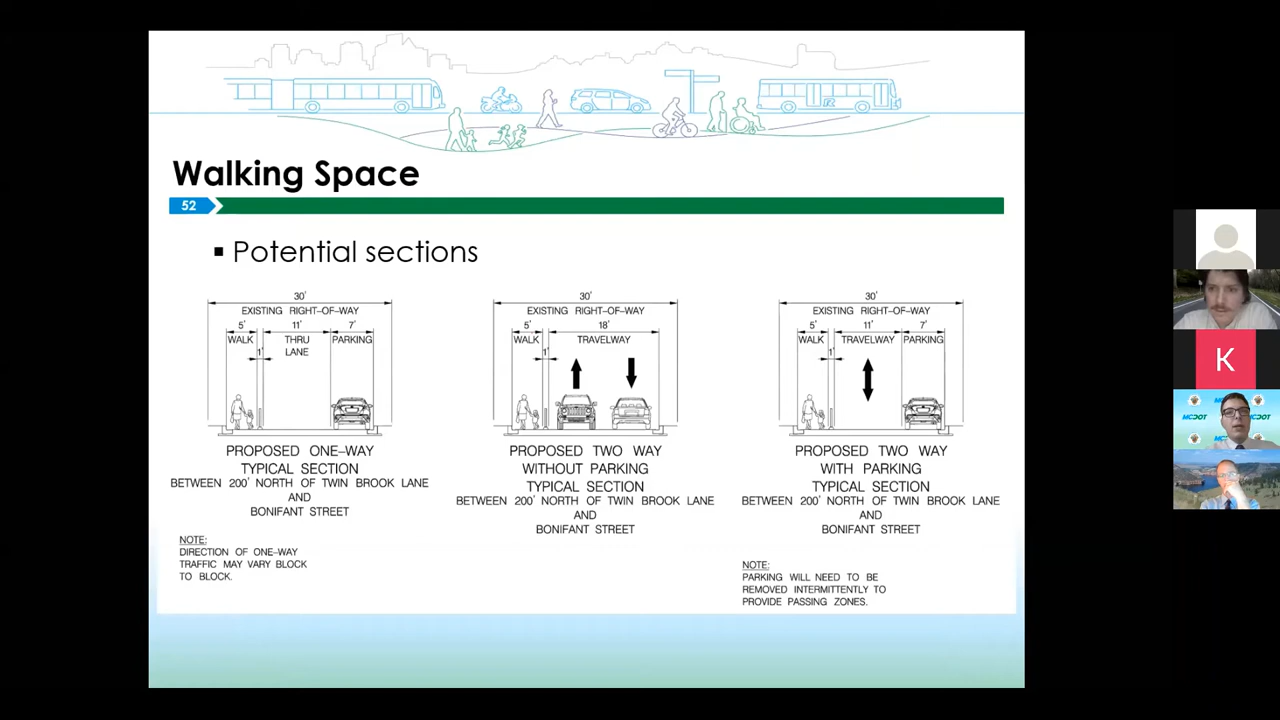 Walking Space
52
▪ Potential sections
30'
EXISTING RIGHT-OF-WAY
5' 11' 7'
WALK THRU LANE PARKING
1'
PROPOSED ONE-WAY
TYPICAL SECTION
BETWEEN 200' NORTH OF TWIN BROOK LANE
AND
BONIFANT STREET
NOTE:
DIRECTION OF ONE-WAY
TRAFFIC MAY VARY BLOCK
TO BLOCK.
30'
EXISTING RIGHT-OF-WAY
5' 18'
WALK TRAVELWAY
1'
PROPOSED TWO WAY
WITHOUT PARKING
TYPICAL SECTION
BETWEEN 200' NORTH OF TWIN BROOK LANE
AND
BONIFANT STREET
30'
EXISTING RIGHT-OF-WAY
5' 11' 7'
WALK TRAVELWAY PARKING
1'
PROPOSED TWO WAY
WITH PARKING
TYPICAL SECTION
BETWEEN 200' NORTH OF TWIN BROOK LANE
AND
BONIFANT STREET
NOTE:
PARKING WILL NEED TO BE
REMOVED INTERMITTENTLY TO
PROVIDE PASSING ZONES.
K
MCDOT